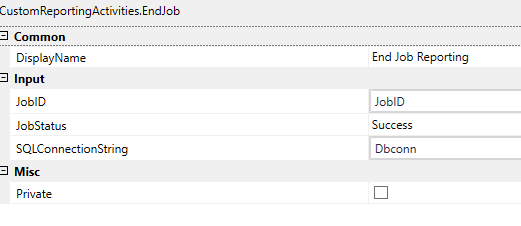 CustomReportingActivities.EndJob
Common
DisplayName End Job Reporting
Input
JobID JobID
JobStatus Success
SQLConnectionString Dbconn
Misc
Private